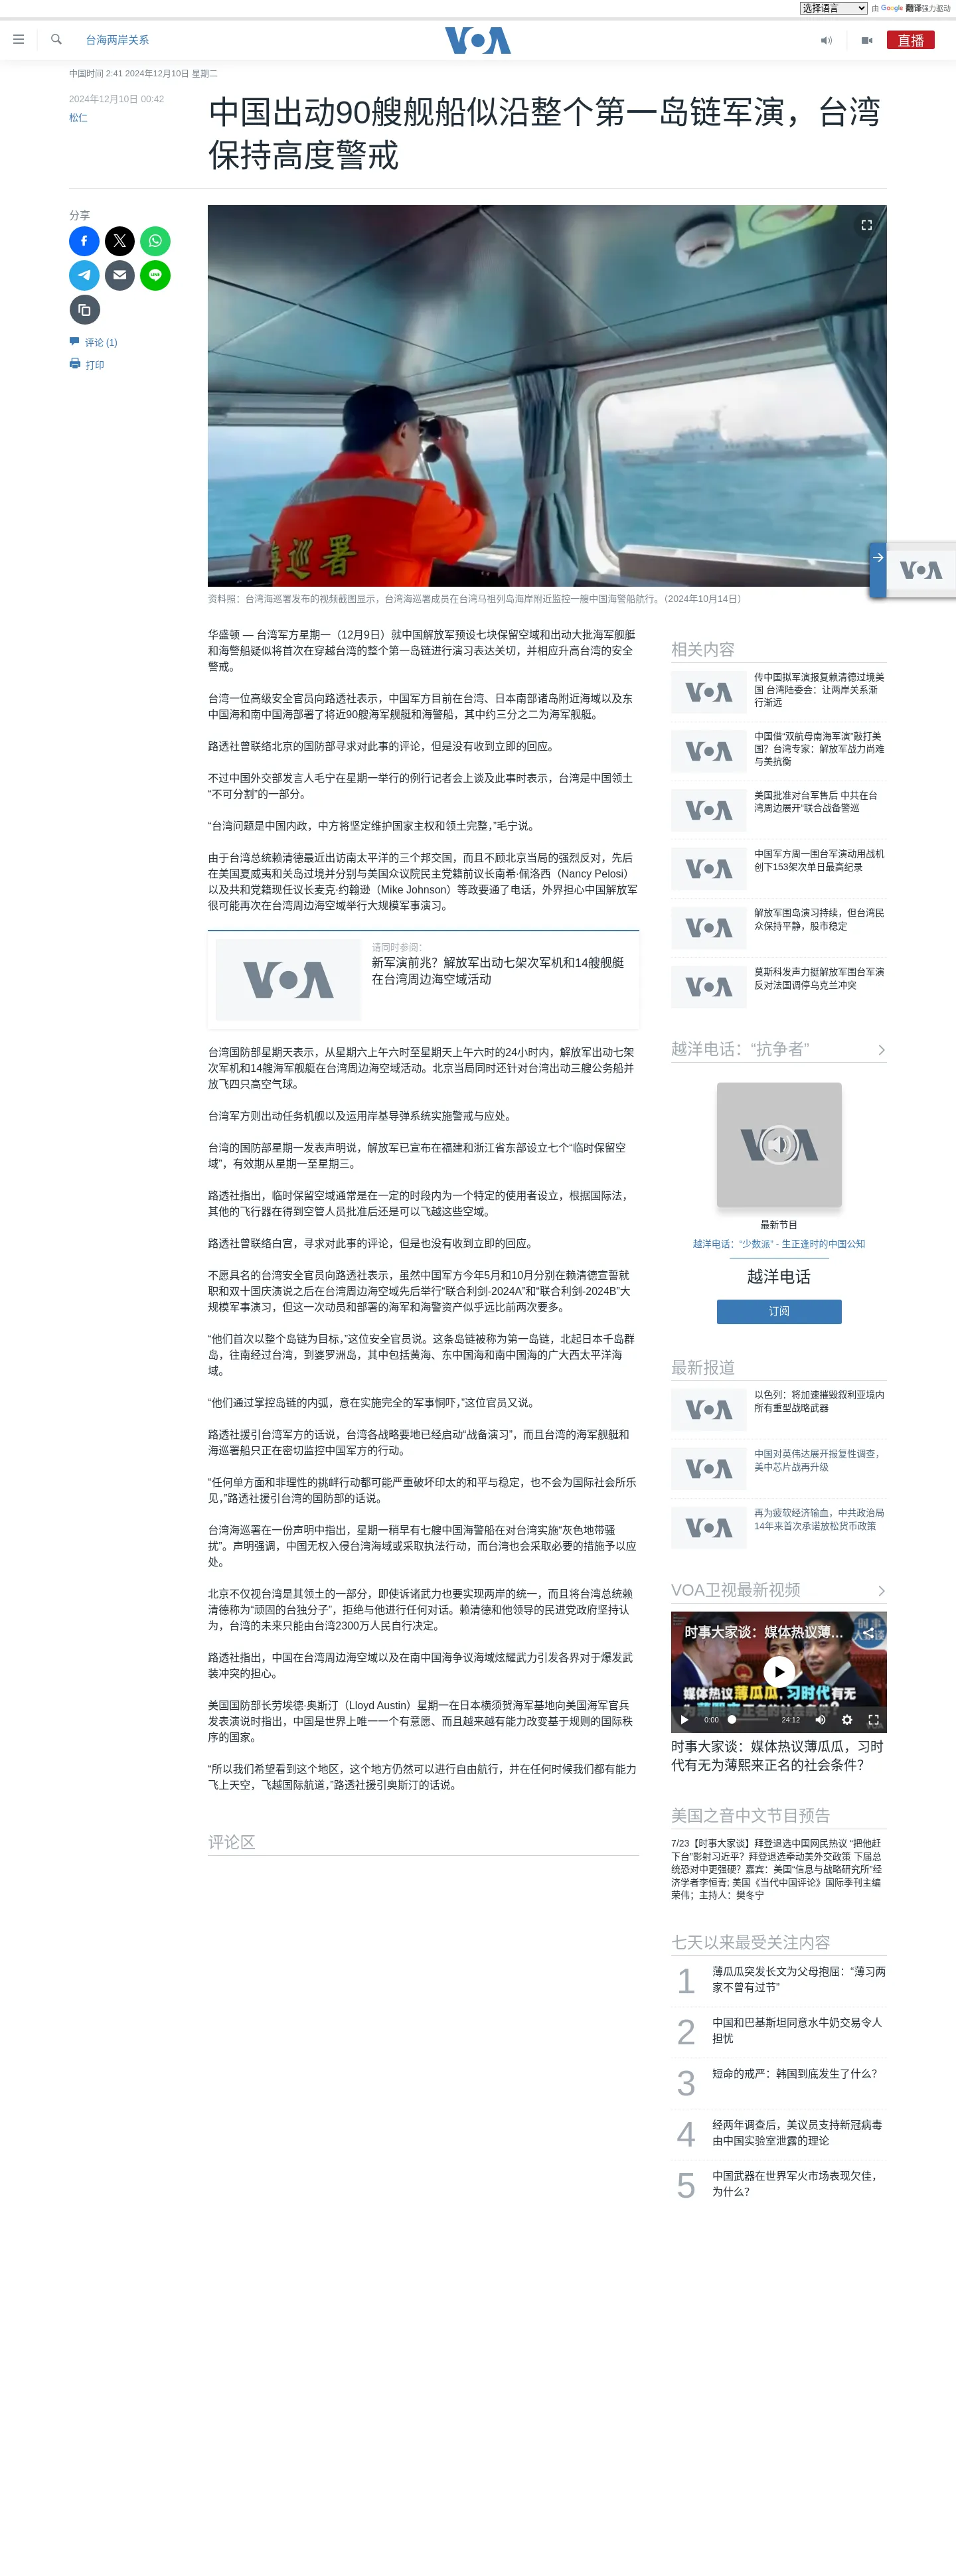 选择语言 由 Google 翻译强力驱动
台海两岸关系
VOA
直播
中国时间 2:41 2024年12月10日 星期二
2024年12月10日 00:42
松仁
中国出动90艘舰船似沿整个第一岛链军演，台湾
保持高度警戒
分享
评论 (1)
打印
海巡署
资料照：台湾海巡署发布的视频截图显示，台湾海巡署成员在台湾马祖列岛海岸附近监控一艘中国海警船航行。（2024年10月14日）
VOA
华盛顿 — 台湾军方星期一（12月9日）就中国解放军预设七块保留空域和出动大批海军舰艇
和海警船疑似将首次在穿越台湾的整个第一岛链进行演习表达关切，并相应升高台湾的安全
警戒。
台湾一位高级安全官员向路透社表示，中国军方目前在台湾、日本南部诸岛附近海域以及东
中国海和南中国海部署了将近90艘海军舰艇和海警船，其中约三分之二为海军舰艇。
路透社曾联络北京的国防部寻求对此事的评论，但是没有收到立即的回应。
不过中国外交部发言人毛宁在星期一举行的例行记者会上谈及此事时表示，台湾是中国领土
“不可分割”的一部分。
“台湾问题是中国内政，中方将坚定维护国家主权和领土完整，”毛宁说。
由于台湾总统赖清德最近出访南太平洋的三个邦交国，而且不顾北京当局的强烈反对，先后
在美国夏威夷和关岛过境并分别与美国众议院民主党籍前议长南希·佩洛西（Nancy Pelosi）
以及共和党籍现任议长麦克·约翰逊（Mike Johnson）等政要通了电话，外界担心中国解放军
很可能再次在台湾周边海空域举行大规模军事演习。
VOA
请同时参阅：
新军演前兆？解放军出动七架次军机和14艘舰艇
在台湾周边海空域活动
台湾国防部星期天表示，从星期六上午六时至星期天上午六时的24小时内，解放军出动七架
次军机和14艘海军舰艇在台湾周边海空域活动。北京当局同时还针对台湾出动三艘公务船并
放飞四只高空气球。
台湾军方则出动任务机舰以及运用岸基导弹系统实施警戒与应处。
台湾的国防部星期一发表声明说，解放军已宣布在福建和浙江省东部设立七个“临时保留空
域”，有效期从星期一至星期三。
路透社指出，临时保留空域通常是在一定的时段内为一个特定的使用者设立，根据国际法，
其他的飞行器在得到空管人员批准后还是可以飞越这些空域。
路透社曾联络白宫，寻求对此事的评论，但是也没有收到立即的回应。
不愿具名的台湾安全官员向路透社表示，虽然中国军方今年5月和10月分别在赖清德宣誓就
职和双十国庆演说之后在台湾周边海空域先后举行“联合利剑-2024A”和“联合利剑-2024B”大
规模军事演习，但这一次动员和部署的海军和海警资产似乎远比前两次要多。
“他们首次以整个岛链为目标，”这位安全官员说。这条岛链被称为第一岛链，北起日本千岛群
岛，往南经过台湾，到婆罗洲岛，其中包括黄海、东中国海和南中国海的广大西太平洋海
域。
“他们通过掌控岛链的内弧，意在实施完全的军事恫吓，”这位官员又说。
路透社援引台湾军方的话说，台湾各战略要地已经启动“战备演习”，而且台湾的海军舰艇和
海巡署船只正在密切监控中国军方的行动。
“任何单方面和非理性的挑衅行动都可能严重破坏印太的和平与稳定，也不会为国际社会所乐
见，”路透社援引台湾的国防部的话说。
台湾海巡署在一份声明中指出，星期一稍早有七艘中国海警船在对台湾实施“灰色地带骚
扰”。声明强调，中国无权入侵台湾海域或采取执法行动，而台湾也会采取必要的措施予以应
处。
北京不仅视台湾是其领土的一部分，即使诉诸武力也要实现两岸的统一，而且将台湾总统赖
清德称为“顽固的台独分子”，拒绝与他进行任何对话。赖清德和他领导的民进党政府坚持认
为，台湾的未来只能由台湾2300万人民自行决定。
路透社指出，中国在台湾周边海空域以及在南中国海争议海域炫耀武力引发各界对于爆发武
装冲突的担心。
美国国防部长劳埃德·奥斯汀（Lloyd Austin）星期一在日本横须贺海军基地向美国海军官兵
发表演说时指出，中国是世界上唯一一个有意愿、而且越来越有能力改变基于规则的国际秩
序的国家。
“所以我们希望看到这个地区，这个地方仍然可以进行自由航行，并在任何时候我们都有能力
飞上天空，飞越国际航道，”路透社援引奥斯汀的话说。
评论区
相关内容
VOA
传中国拟军演报复赖清德过境美
国 台湾陆委会：让两岸关系渐
行渐远
VOA
中国借“双航母南海军演”敲打美
国？台湾专家：解放军战力尚难
与美抗衡
VOA
美国批准对台军售后 中共在台
湾周边展开“联合战备警巡
VOA
中国军方周一围台军演动用战机
创下153架次单日最高纪录
VOA
解放军围岛演习持续，但台湾民
众保持平静，股市稳定
VOA
莫斯科发声力挺解放军围台军演
反对法国调停乌克兰冲突
越洋电话：“抗争者”
VOA
最新节目
越洋电话：“少数派” - 生正逢时的中国公知
越洋电话
订阅
最新报道
VOA
以色列：将加速摧毁叙利亚境内
所有重型战略武器
VOA
中国对英伟达展开报复性调查，
美中芯片战再升级
VOA
再为疲软经济输血，中共政治局
14年来首次承诺放松货币政策
VOA卫视最新视频
时事大家谈：媒体热议薄...
媒体热议薄瓜瓜，习时代有无
为薄熙来正名的社会条件？
0:00 24:12
时事大家谈：媒体热议薄瓜瓜，习时
代有无为薄熙来正名的社会条件？
美国之音中文节目预告
7/23【时事大家谈】拜登退选中国网民热议 “把他赶
下台”影射习近平？拜登退选牵动美外交政策 下届总
统恐对中更强硬？嘉宾：美国“信息与战略研究所”经
济学者李恒青; 美国《当代中国评论》国际季刊主编
荣伟；主持人：樊冬宁
七天以来最受关注内容
1 薄瓜瓜突发长文为父母抱屈：“薄习两
家不曾有过节”
2 中国和巴基斯坦同意水牛奶交易令人
担忧
3 短命的戒严：韩国到底发生了什么？
4 经两年调查后，美议员支持新冠病毒
由中国实验室泄露的理论
5 中国武器在世界军火市场表现欠佳，
为什么？